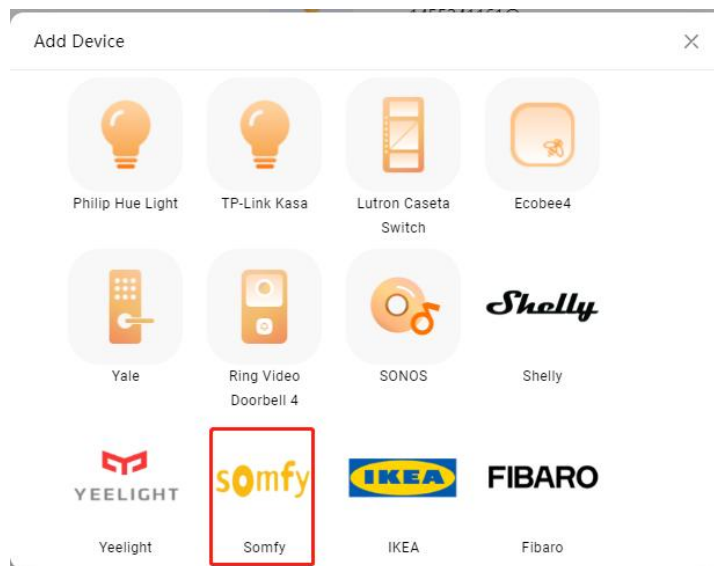 Add Device
Philip Hue Light
TP-Link Kasa
Lutron Caseta
Switch
Ecobee4
Yale
Ring Video
Doorbell 4
SONOS
Shelly
Shelly
YEELIGHT
somfy
IKEA
FIBARO
Yeelight
Somfy
IKEA
Fibaro